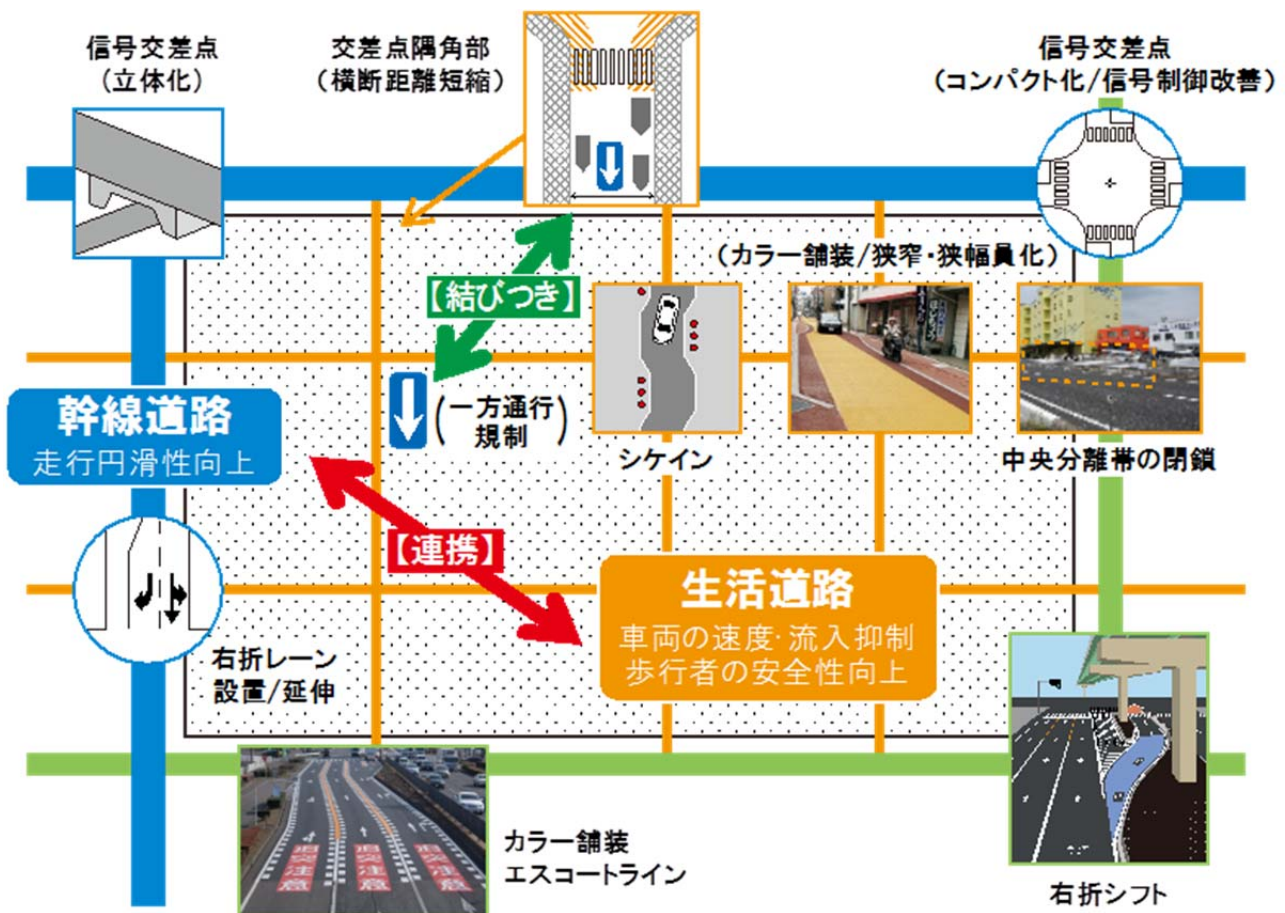 信号交差点
(立体化)
交差点隅角部
(横断距離短縮)
信号交差点
(コンパクト化/信号制御改善)
(カラー舗装/狭窄・狭幅員化)
【結びつき】
(一方通行)
規制
シケイン
中央分離帯の閉鎖
幹線道路
走行円滑性向上
【連携】
生活道路
車両の速度・流入抑制
歩行者の安全性向上
右折レーン
設置/延伸
カラー舗装
エスコートライン
右折シフト